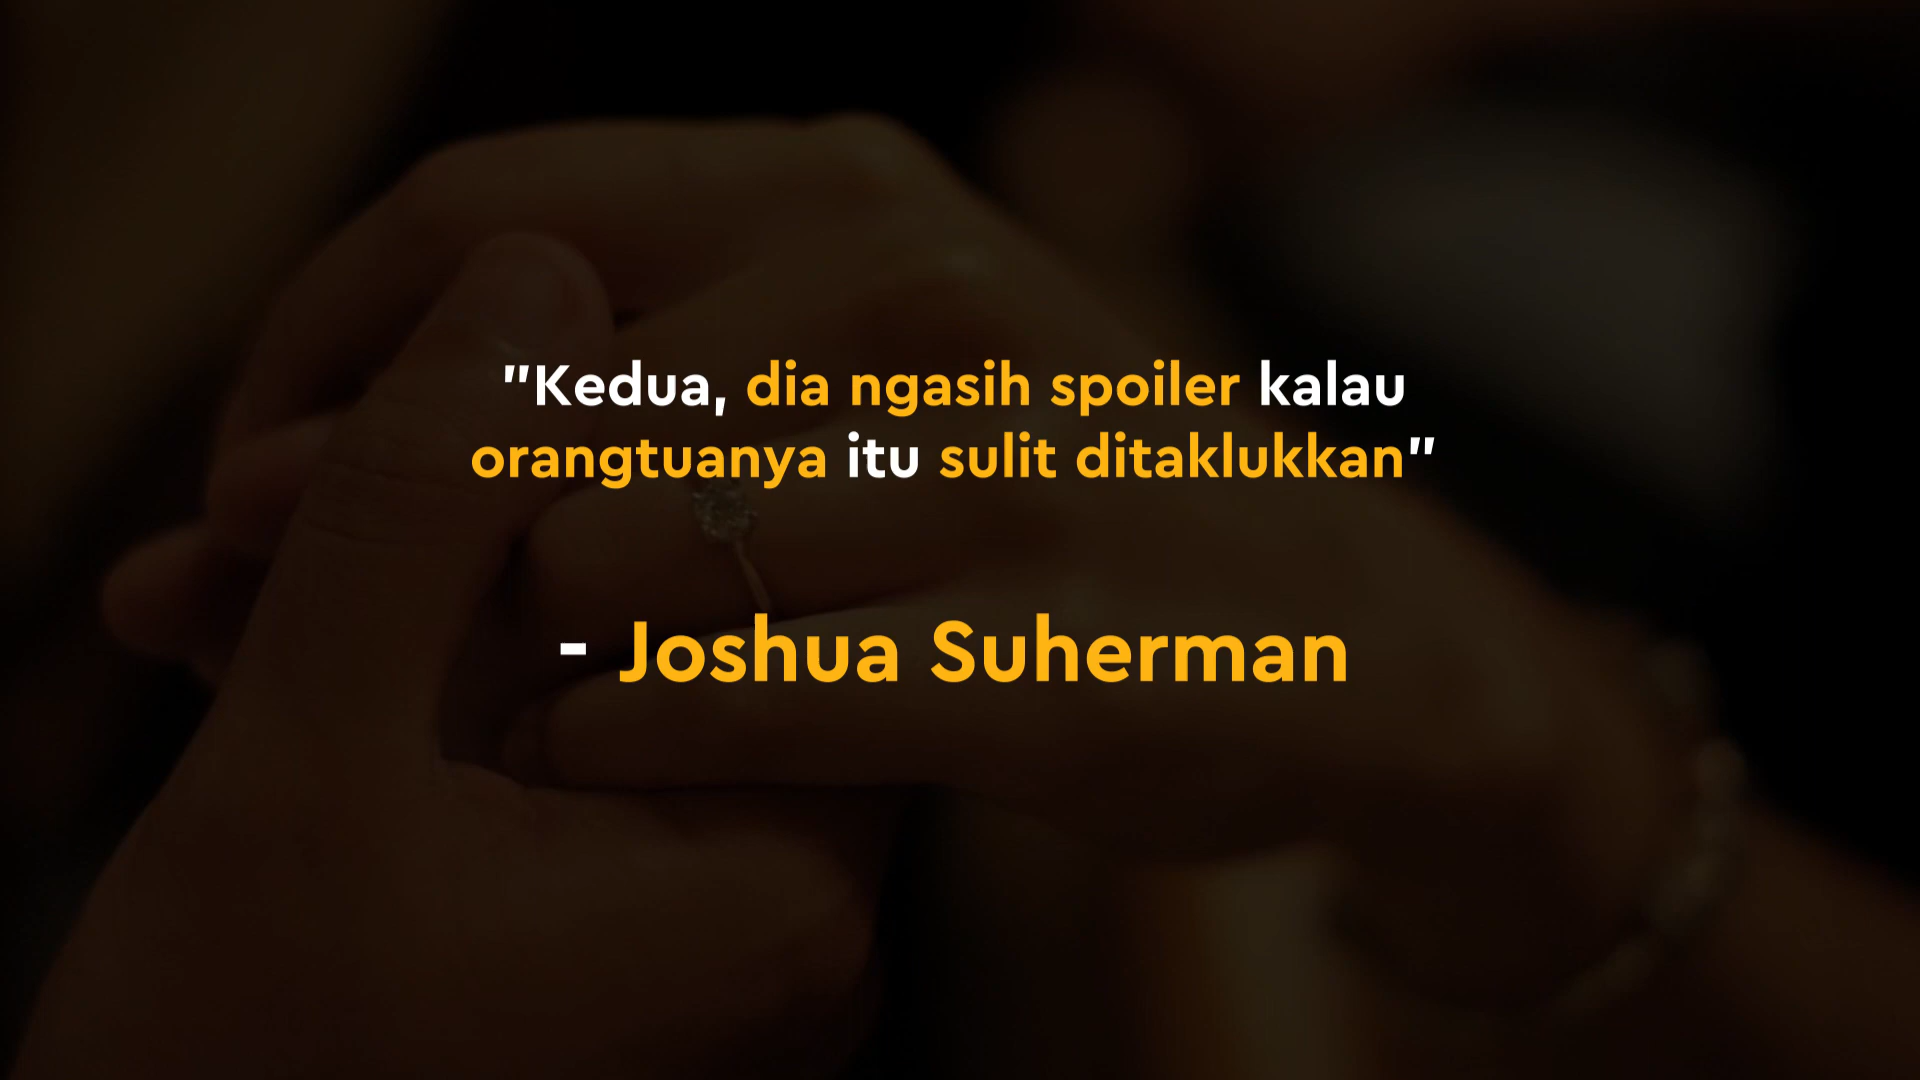 "Kedua, dia ngasih spoiler kalau
orangtuanya itu sulit ditaklukkan"
- Joshua Suherman